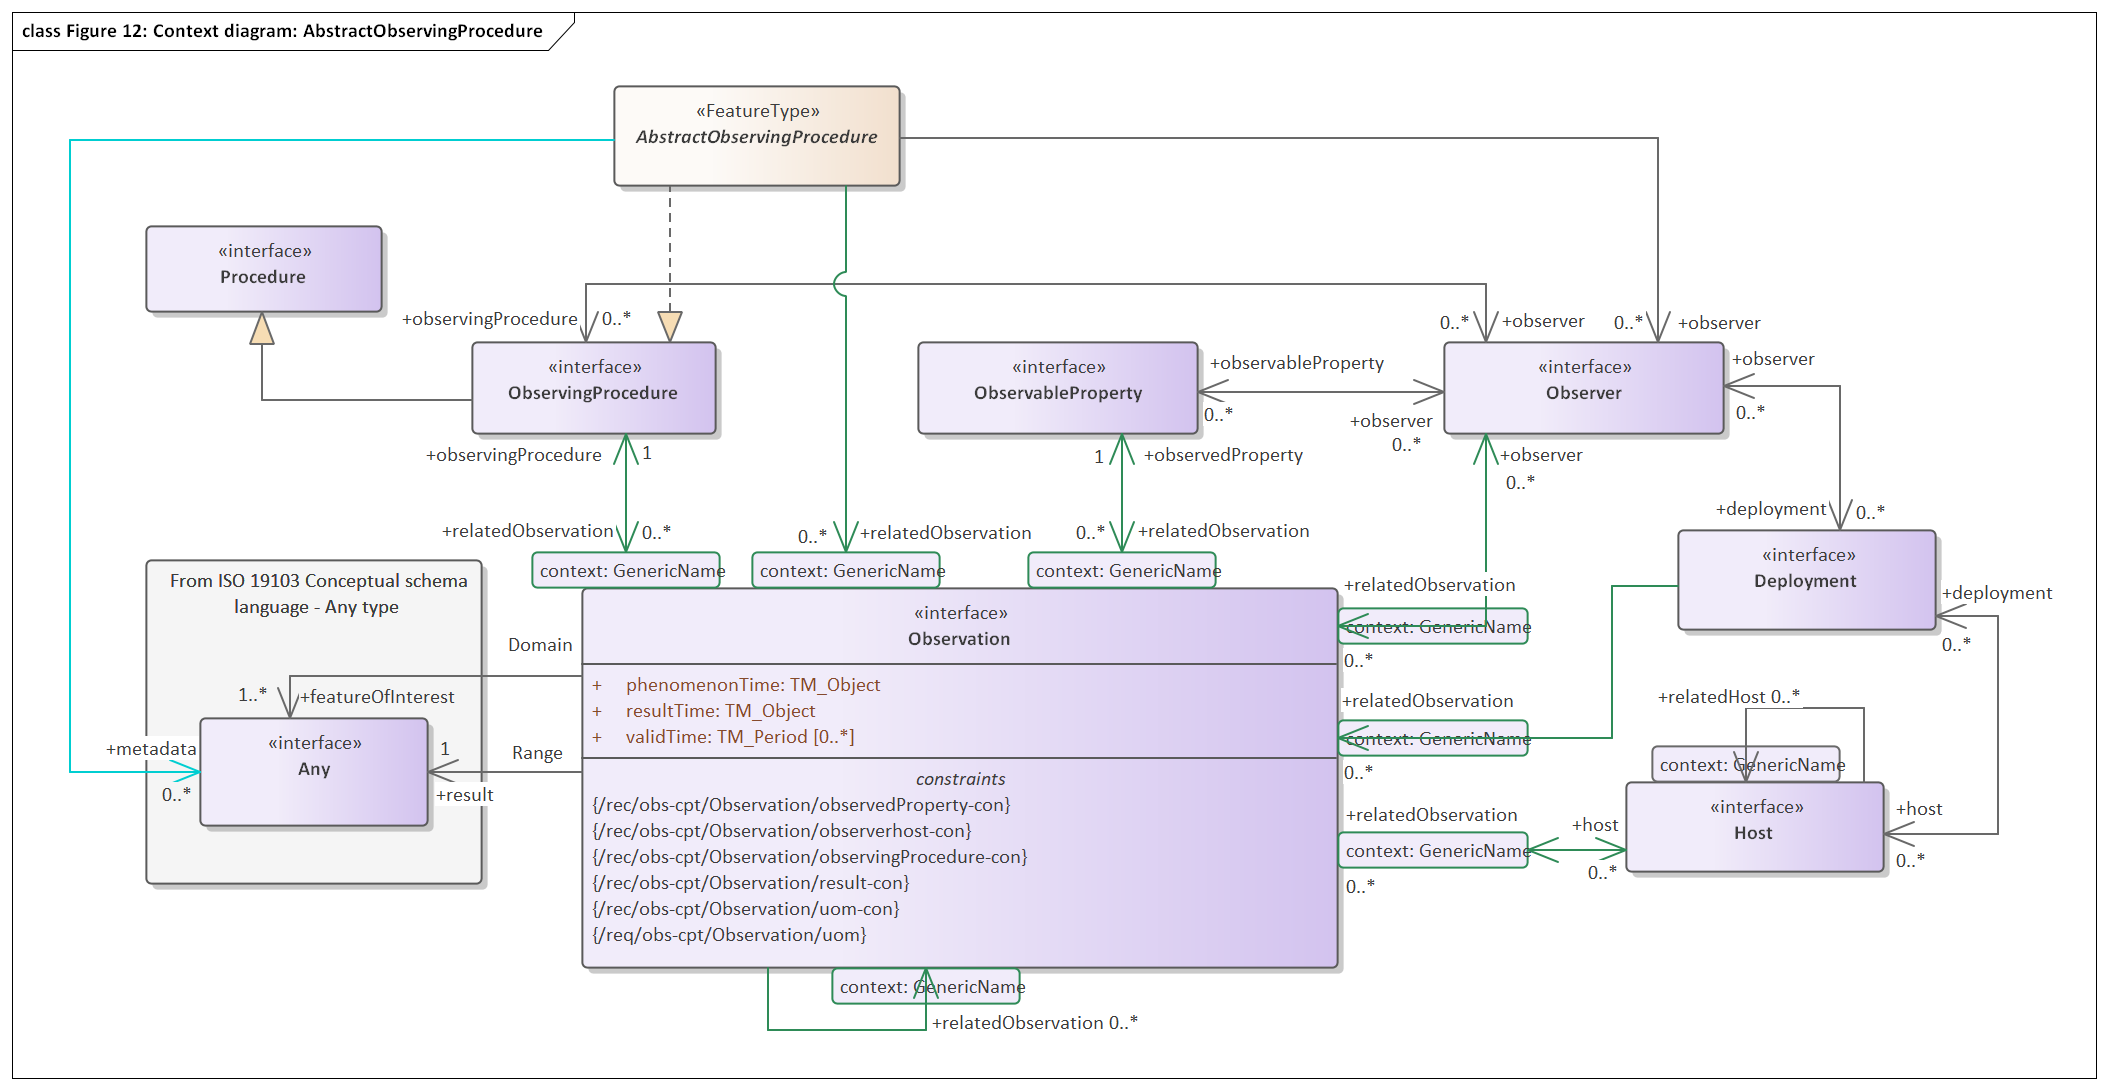 class Figure 12: Context diagram: AbstractObservingProcedure
«FeatureType»
AbstractObservingProcedure
«interface»
Procedure
+observingProcedure
0..*
0..*
+observer
0..*
+observer
«interface»
ObservingProcedure
«interface»
ObservableProperty
+observableProperty
0..*
+observer
0..*
«interface»
Observer
+observer
0..*
+observingProcedure
1
1
+observedProperty
+observer
0..*
+relatedObservation
0..*
0..*
+relatedObservation
0..*
+relatedObservation
+deployment
0..*
context: GenericName
context: GenericName
context: GenericName
«interface»
Deployment
+deployment
0..*
From ISO 19103 Conceptual schema
language - Any type
«interface»
Observation
+relatedObservation
context: GenericName
0..*
Domain
1..*
+featureOfInterest
+ phenomenonTime: TM_Object
+ resultTime: TM_Object
+ validTime: TM_Period [0..*]
+relatedObservation
context: GenericName
0..*
+relatedHost 0..*
context: GenericName
+metadata
0..*
«interface»
Any
1
Range
+result
constraints
{/rec/obs-cpt/Observation/observedProperty-con}
{/rec/obs-cpt/Observation/observerhost-con}
{/rec/obs-cpt/Observation/observingProcedure-con}
{/rec/obs-cpt/Observation/result-con}
{/rec/obs-cpt/Observation/uom-con}
{/req/obs-cpt/Observation/uom}
+relatedObservation
context: GenericName
0..*
+host
0..*
«interface»
Host
+host
0..*
context: GenericName
+relatedObservation 0..*